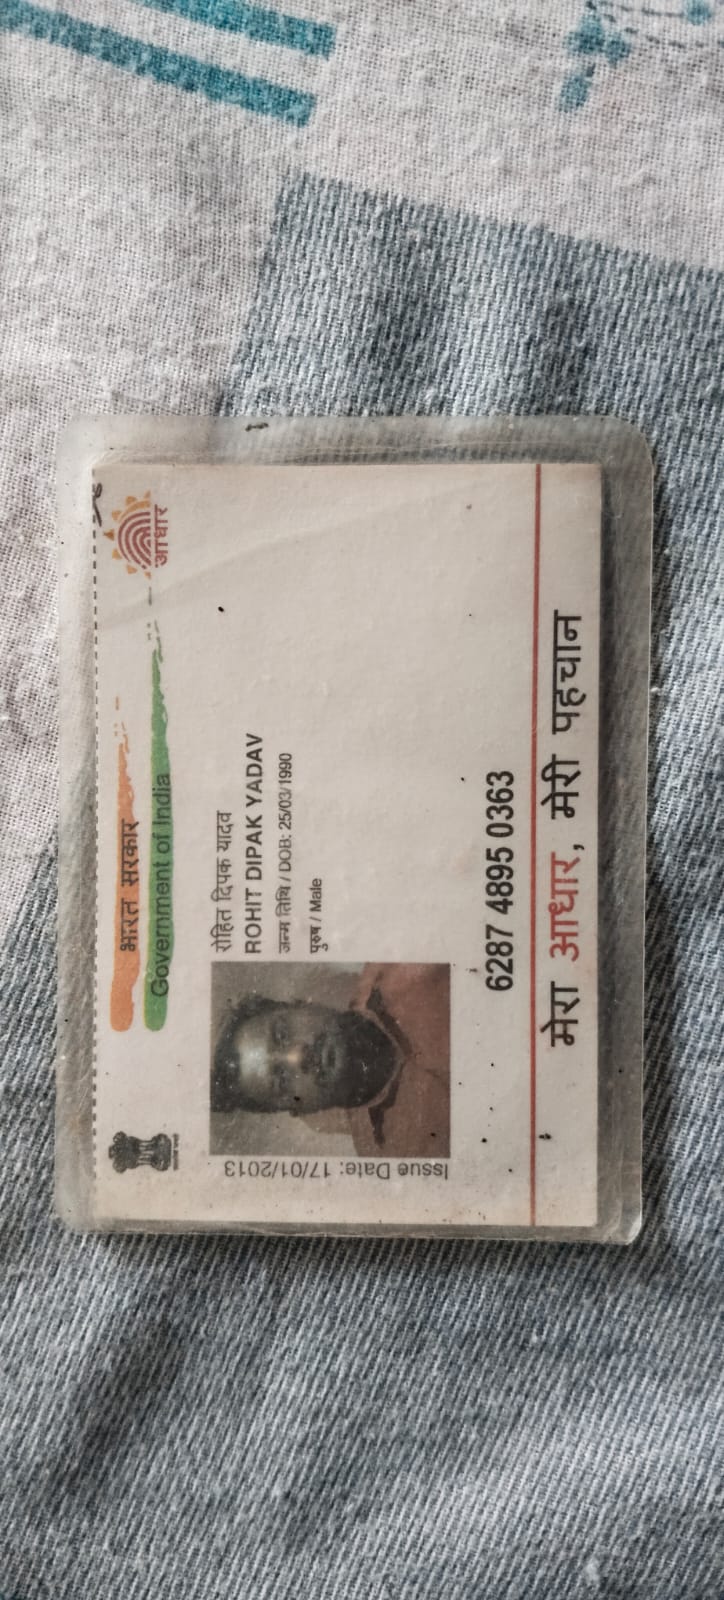 भारत सरकार
Government of India
आधार
Issue Date: 17/01/2013
रोहित दिपक यादव
ROHIT DIPAK YADAV
जन्म तिथि / DOB: 25/03/1990
पुरुष / Male
6287 4895 0363
मेरा आधार, मेरी पहचान